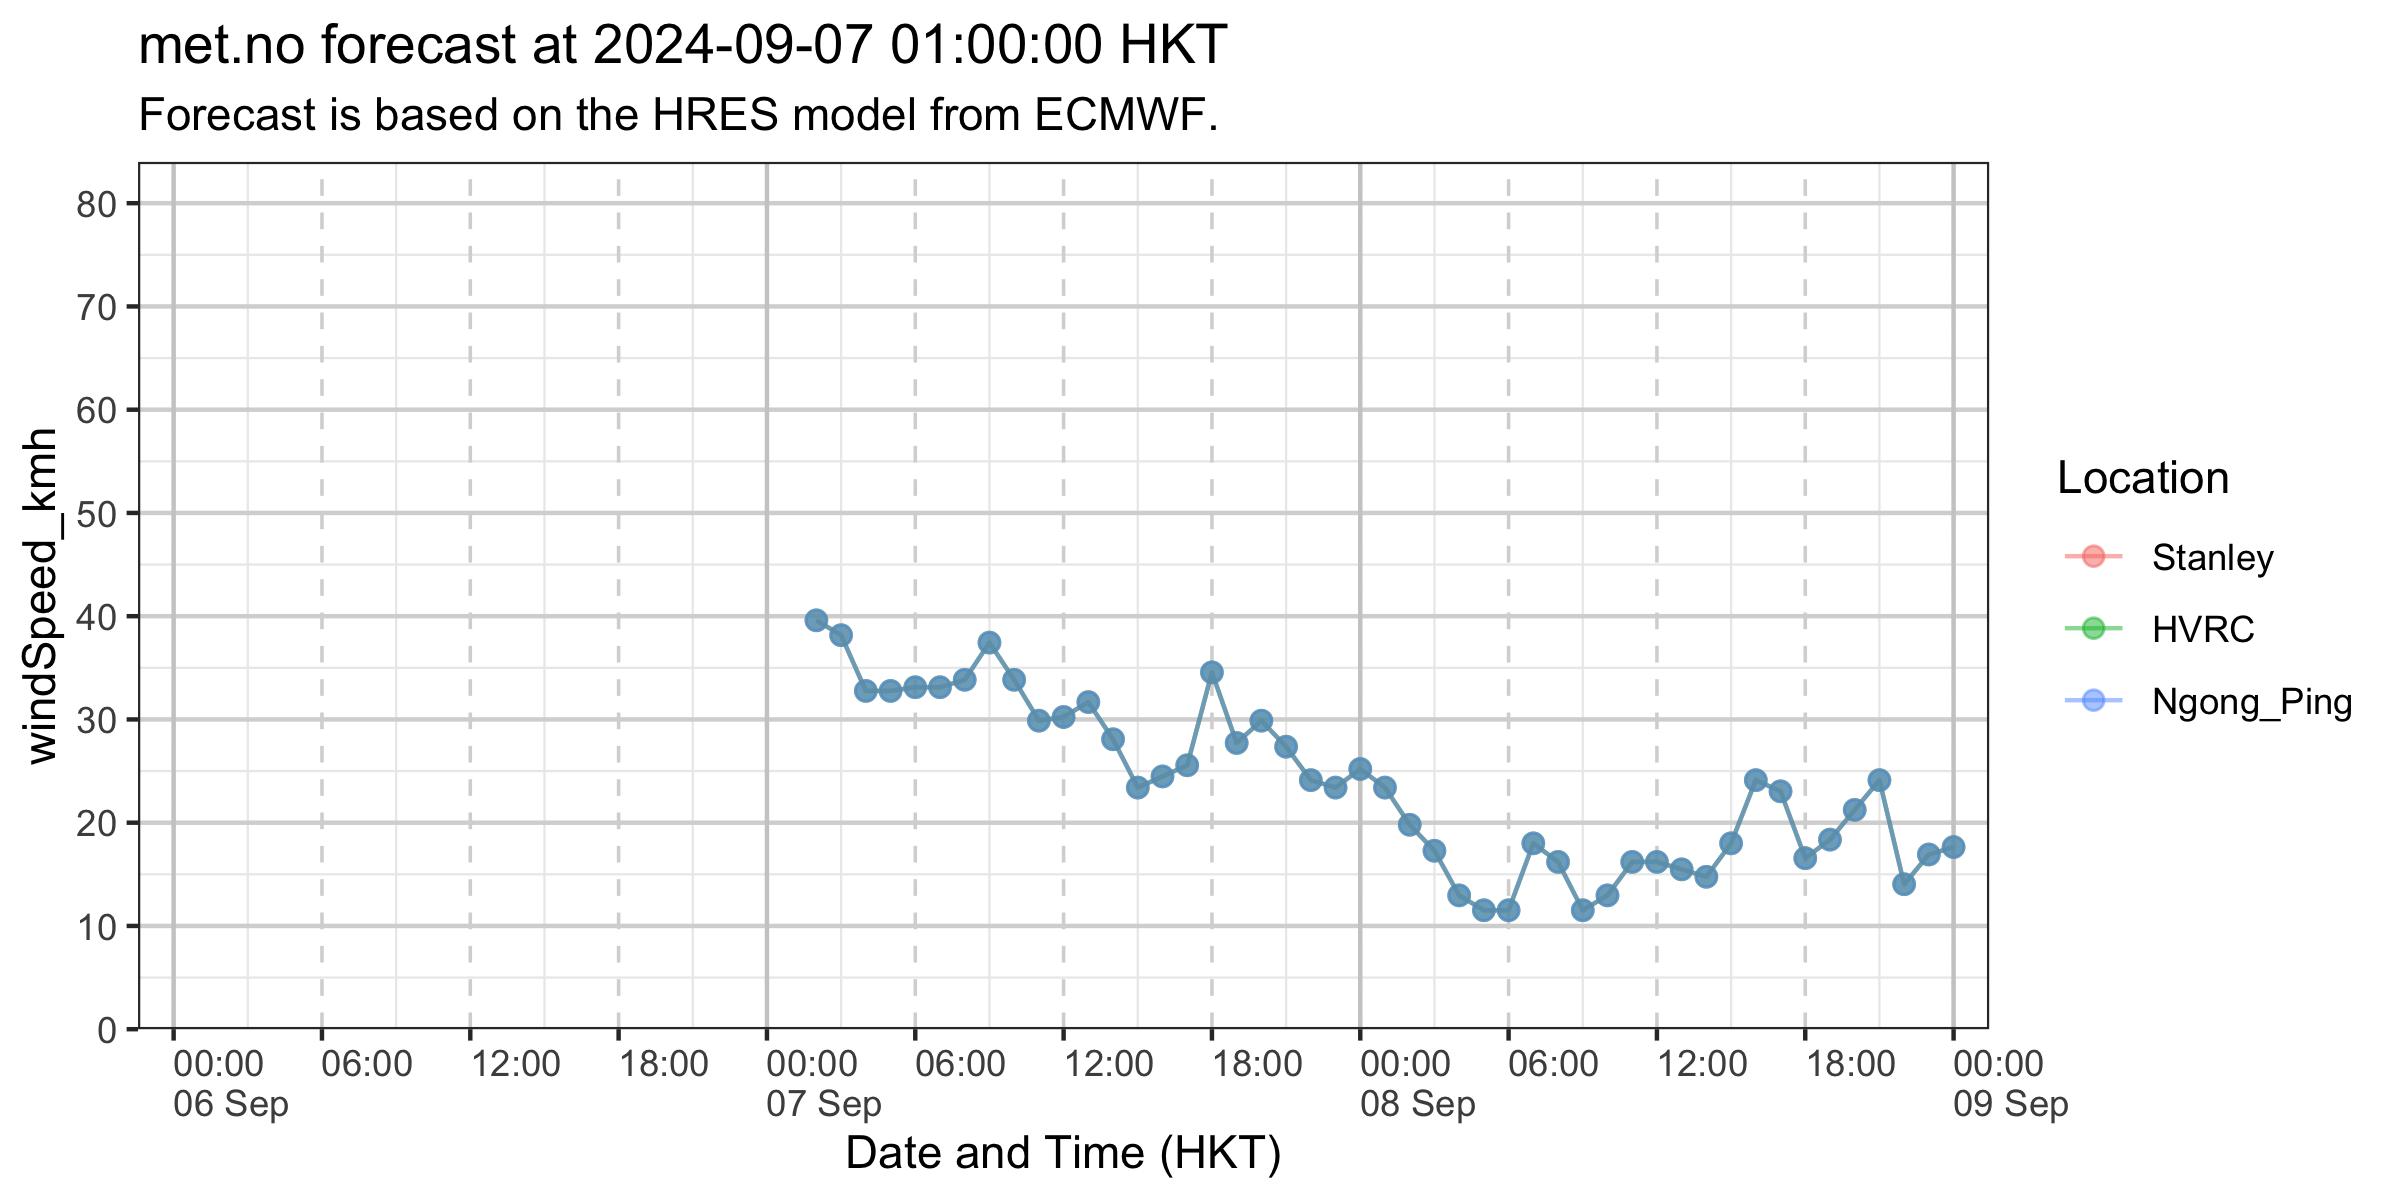 met.no forecast at 2024-09-07 01:00:00 HKT
Forecast is based on the HRES model from ECMWF.
windSpeed_kmh
80
70
60
50
40
30
20
10
0
00:00 06:00 12:00 18:00 00:00 06:00 12:00 18:00 00:00 06:00 12:00 18:00 00:00
06 Sep 07 Sep 08 Sep 09 Sep
Date and Time (HKT)
Location
Stanley
HVRC
Ngong_Ping